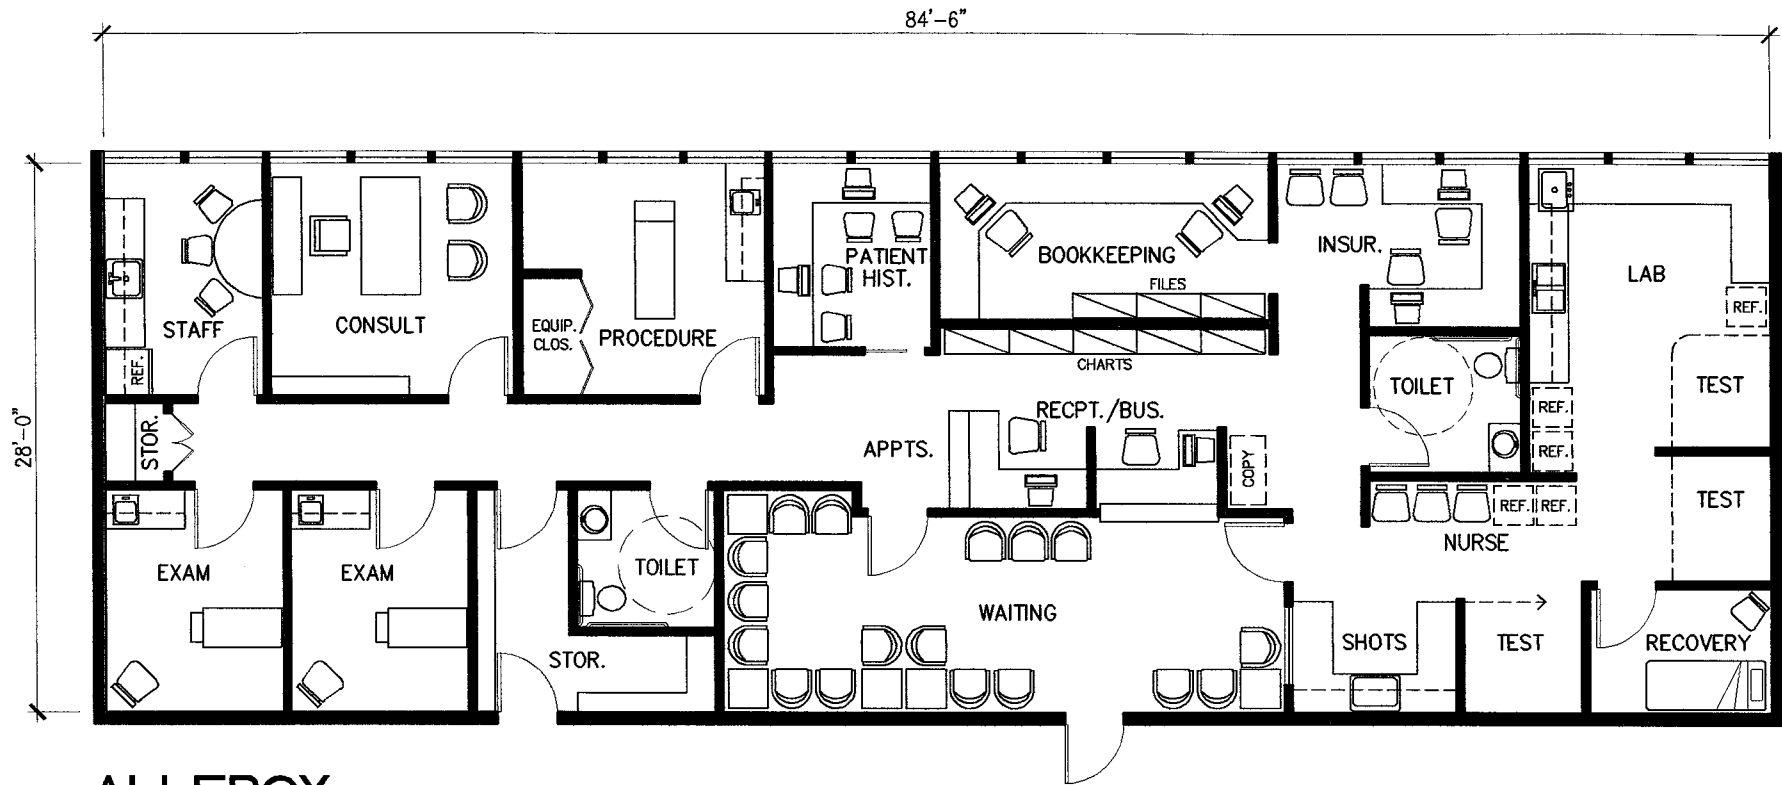 84'-6"
28'-0"
STAFF
REF.
CONSULT
EQUIP.
CLOS.
PROCEDURE
PATIENT
HIST.
BOOKKEEPING
FILES
CHARTS
INSUR.
LAB
REF.
TOILET
TEST
REF.
REF.
STOR.
APPTS.
RECPT./BUS.
COPY
TEST
REF.
REF.
NURSE
EXAM
EXAM
TOILET
STOR.
WAITING
SHOTS
TEST
RECOVERY
ALLERGY